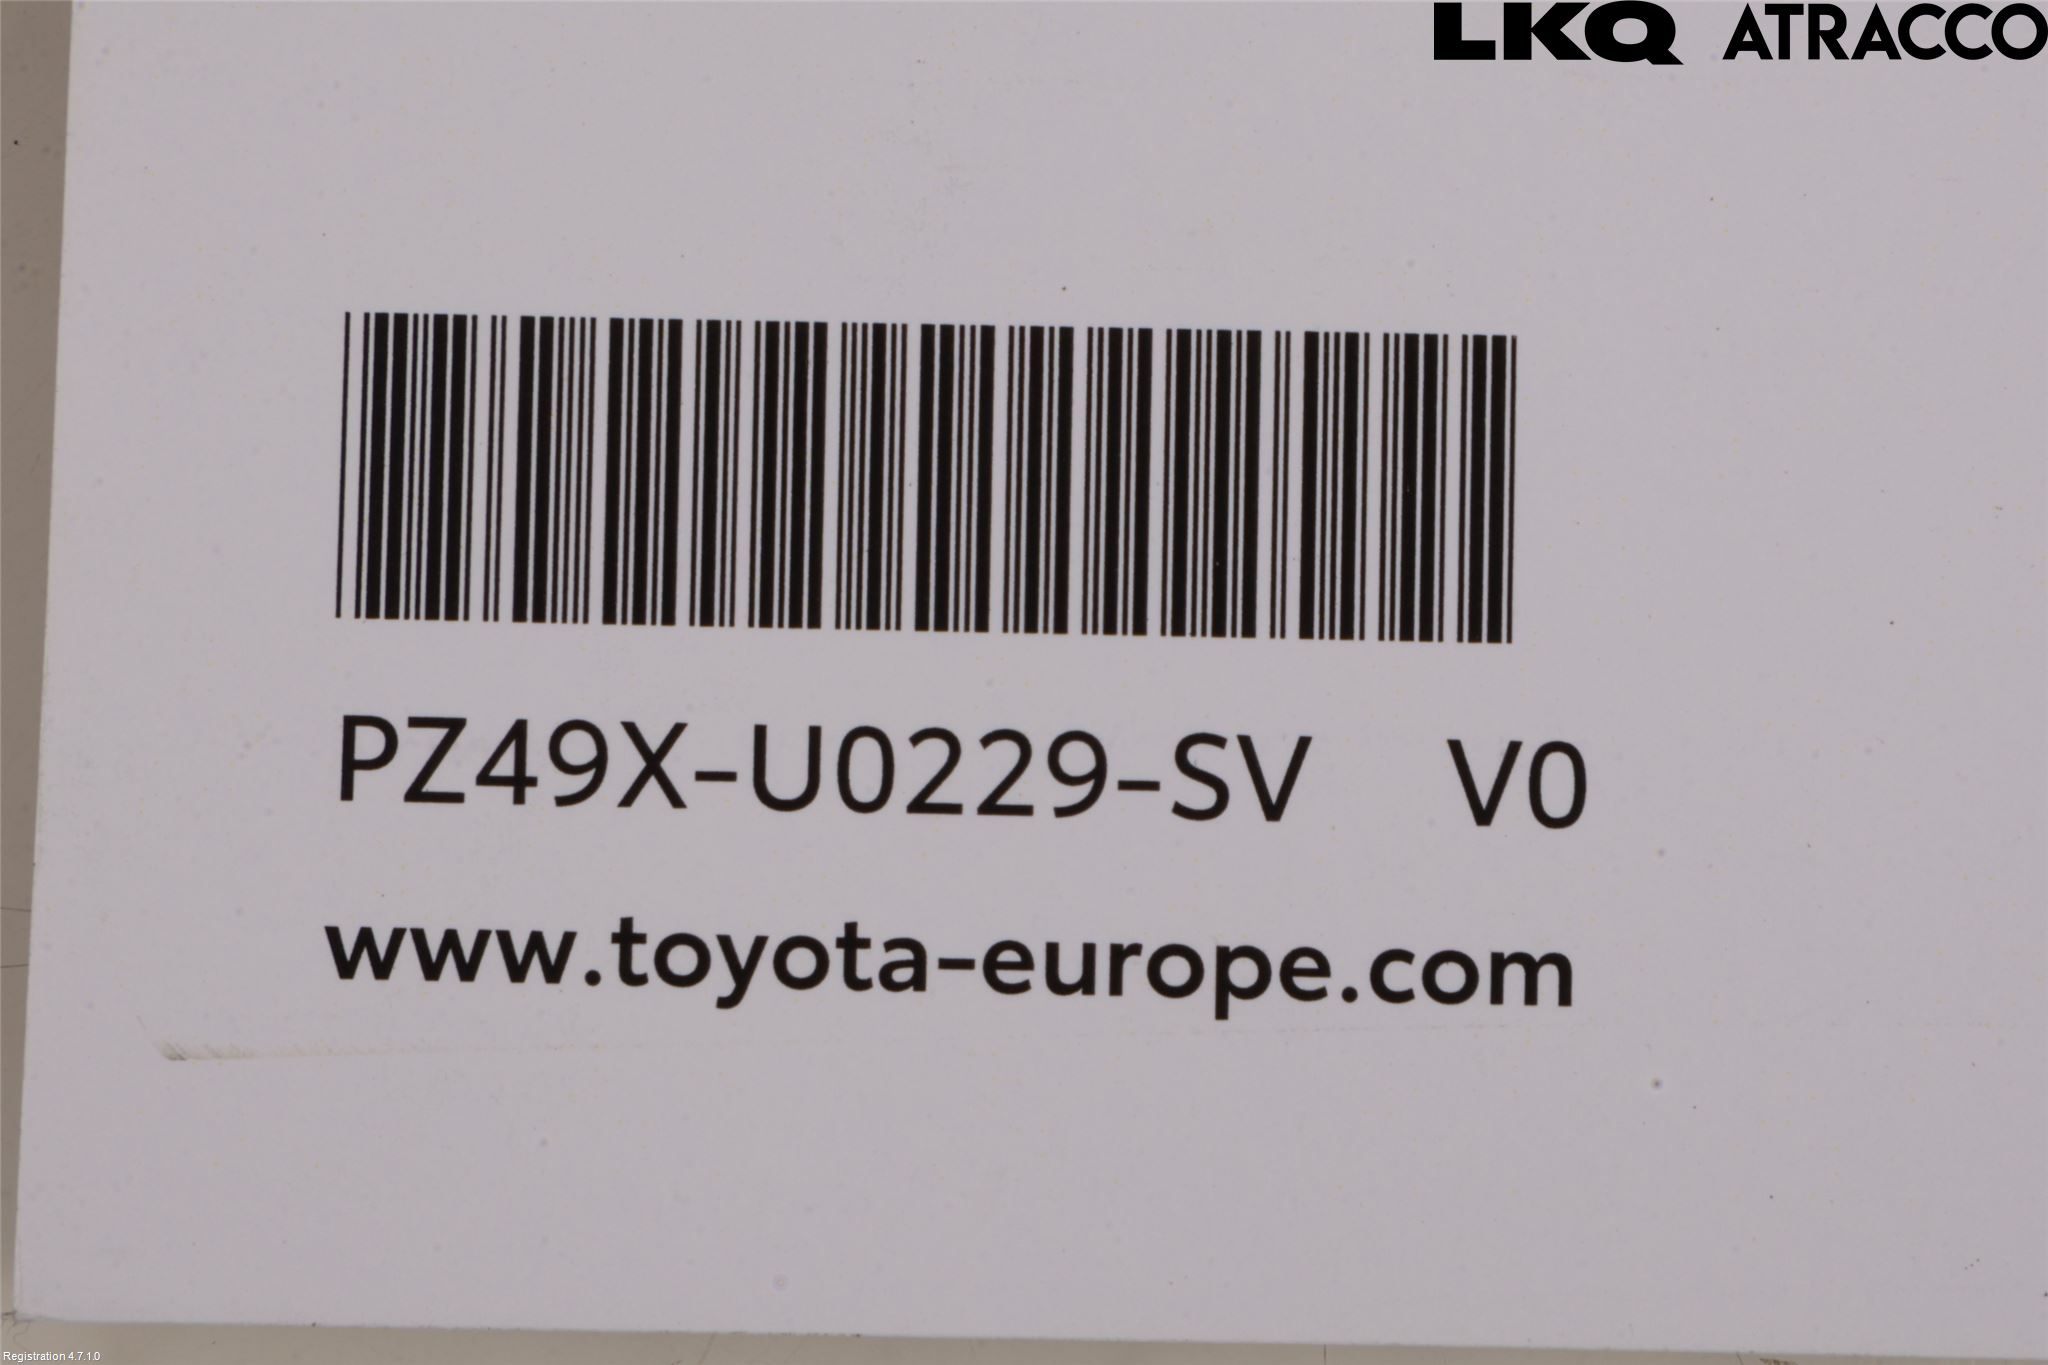 LKQ ATRACCO
PZ49X-U0229-SV V0
www.toyota-europe.com
Registration 4.7.1.0